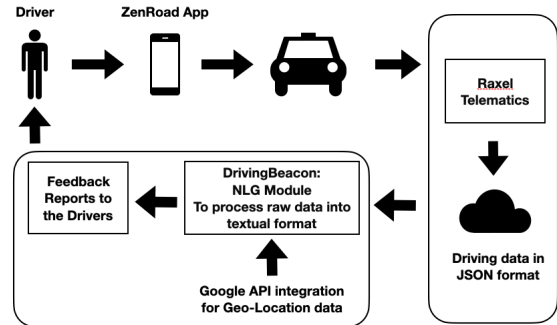 Driver
ZenRoad App
Raxel
Telematics
Driving data in
JSON format
DrivingBeacon:
NLG Module
To process raw data into
textual format
Google API integration
for Geo-Location data
Feedback
Reports to
the Drivers